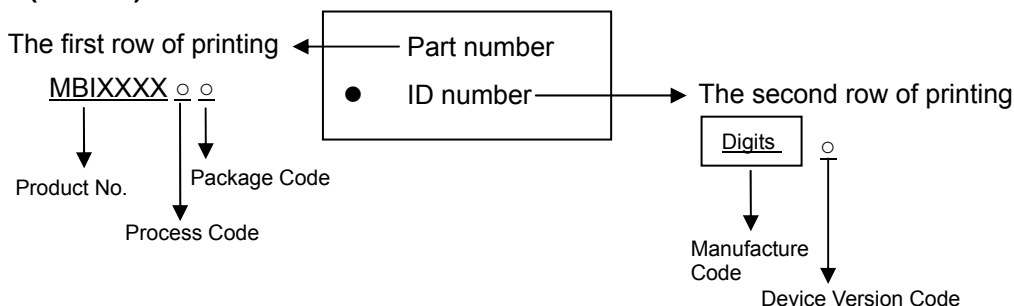 The first row of printing
Part number
MBIXXXX ○ ○
● ID number
The second row of printing
Digits ○
Product No.
Package Code
Process Code
Manufacture
Code
Device Version Code